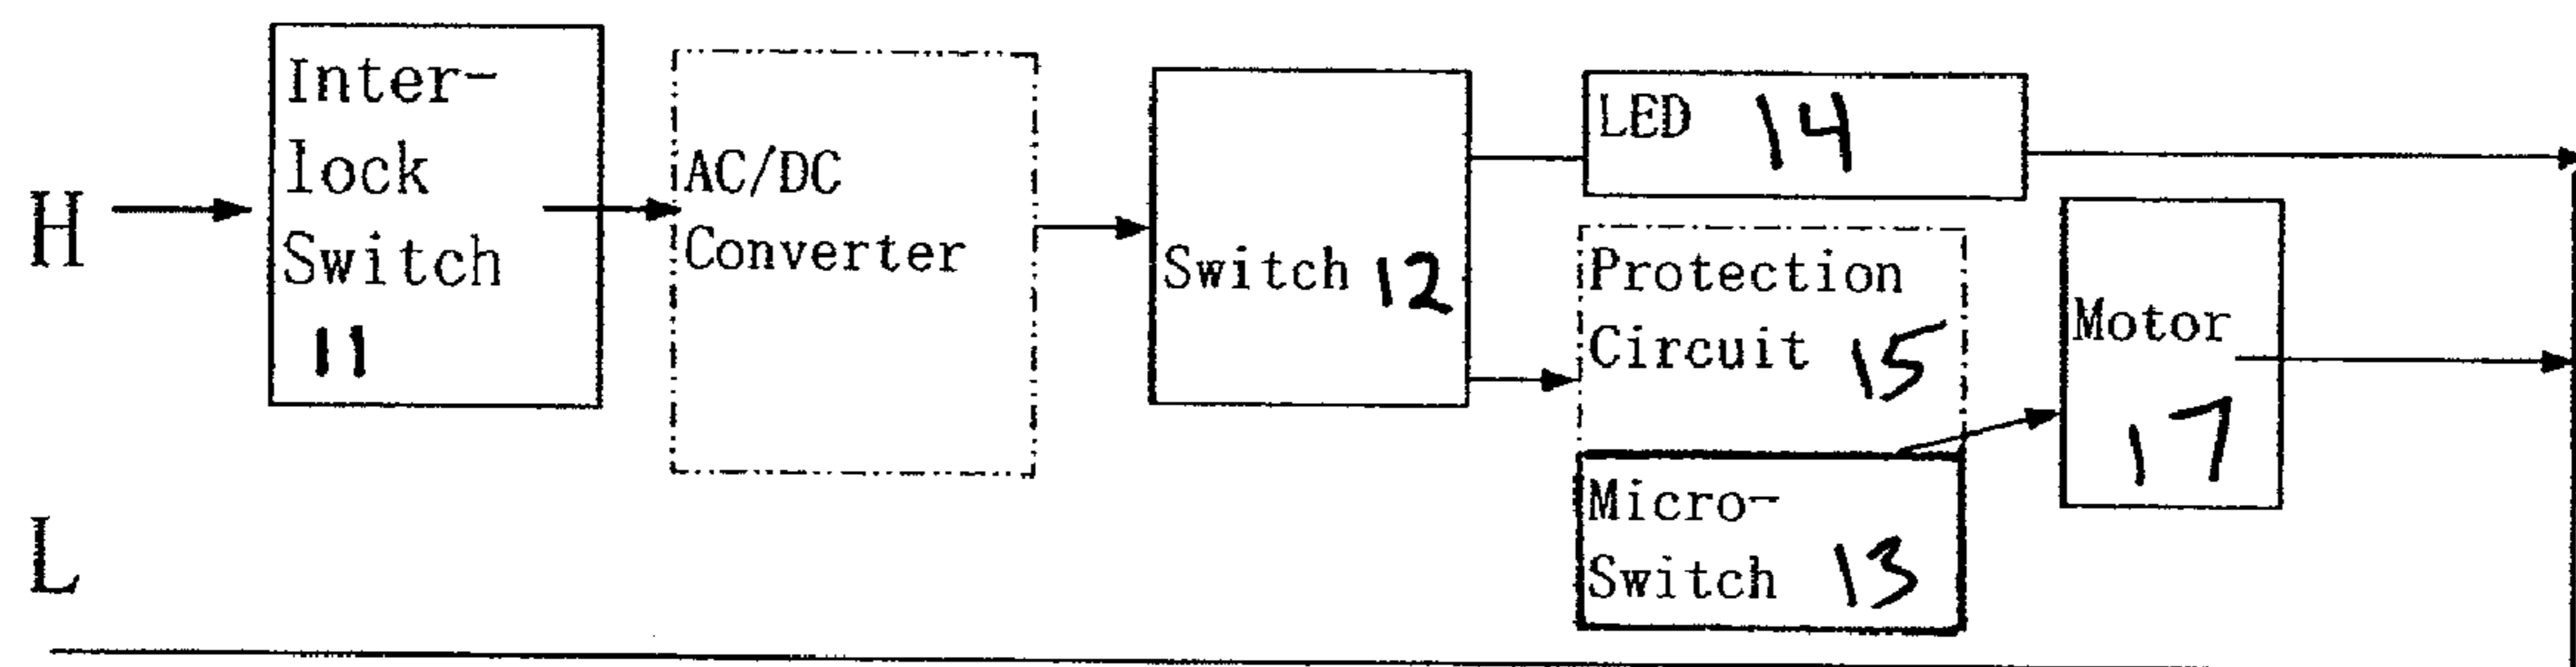 H
Inter-
lock
Switch
11
AC/DC
Converter
Switch 12
LED 14
Protection
Circuit 15
Micro-
Switch 13
Motor
17
L